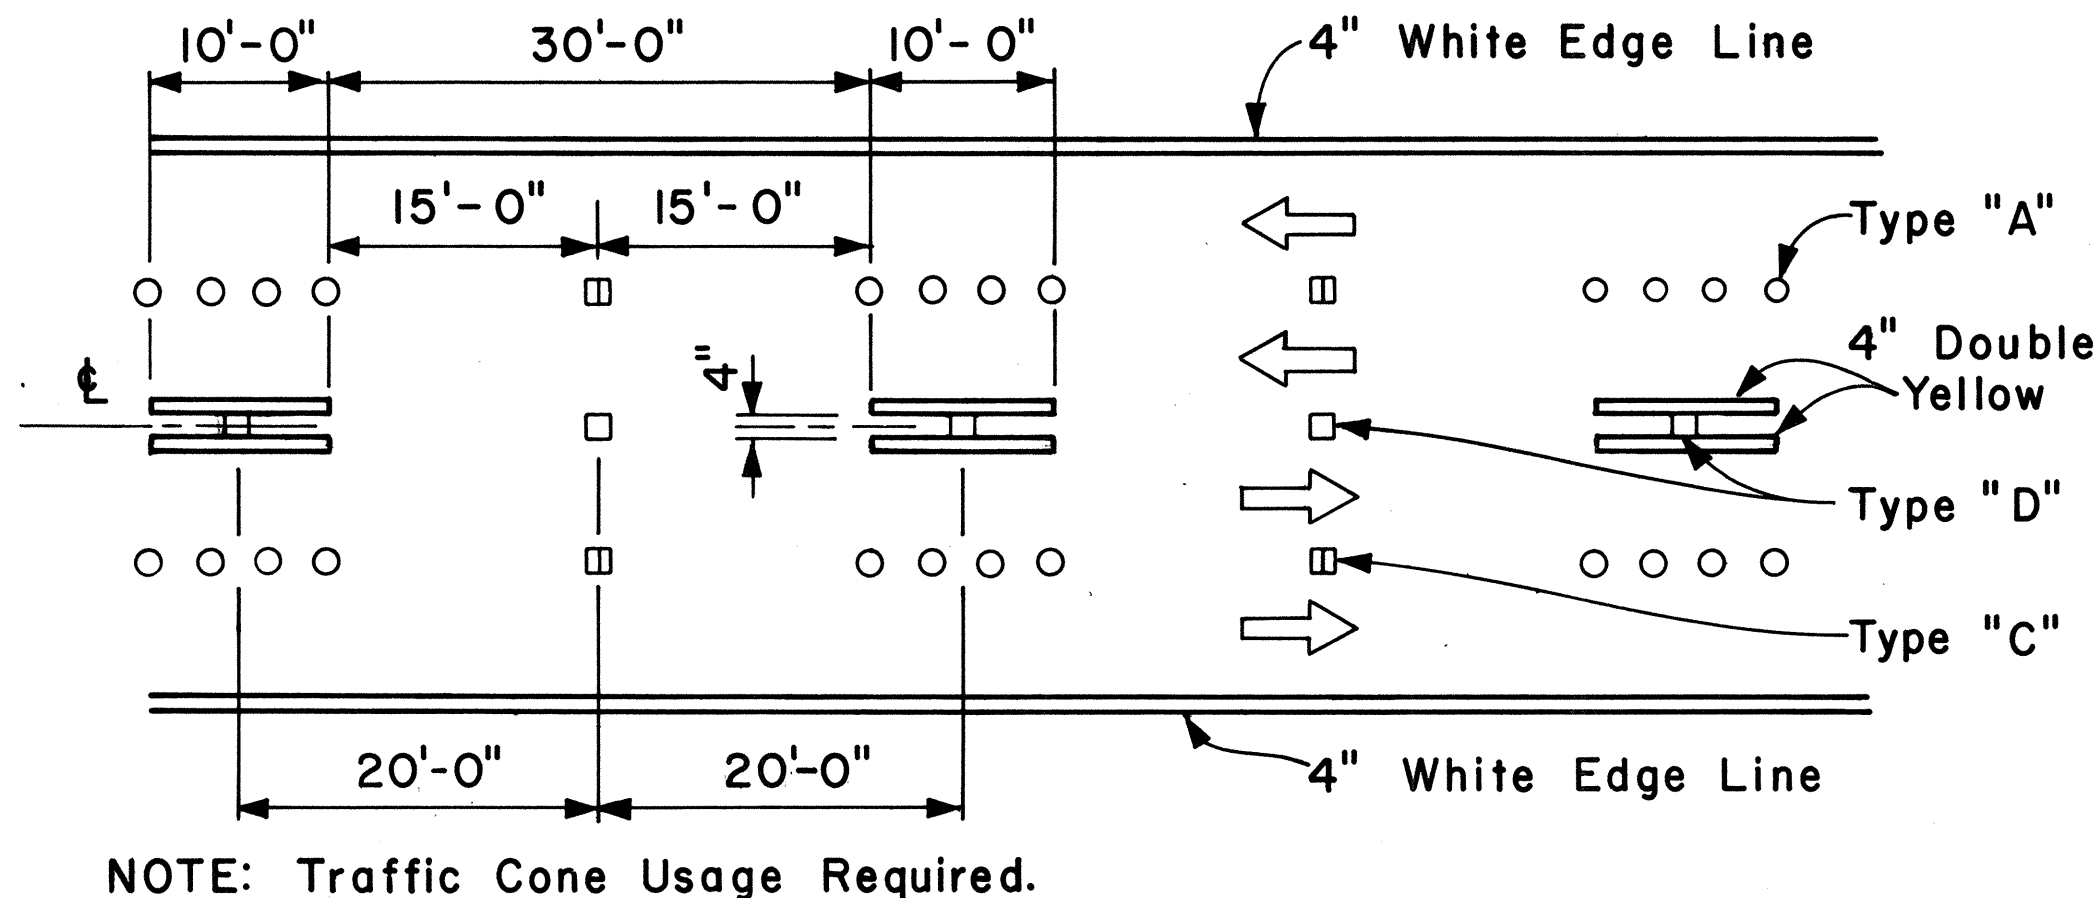 10'-0" 30'-0" 10'-0" 4" White Edge Line
15'-0" 15'-0" Type "A"
4" Double
Yellow
4"
℄
Type "D"
Type "C"
20'-0" 20'-0" 4" White Edge Line
NOTE: Traffic Cone Usage Required.